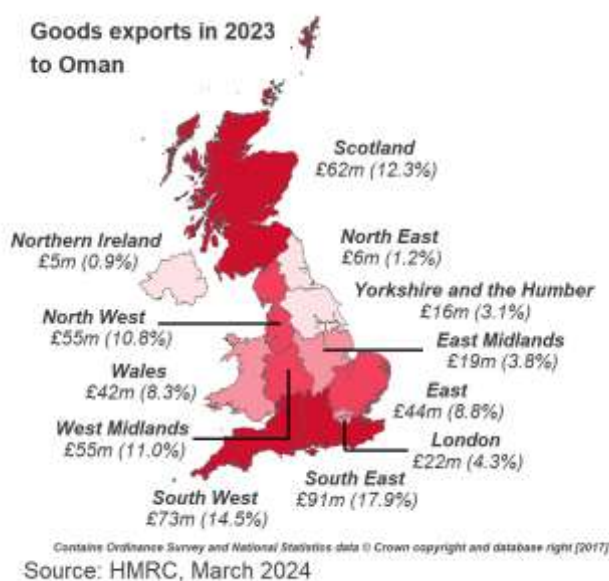 Goods exports in 2023
to Oman
Scotland
£62m (12.3%)
Northern Ireland
£5m (0.9%)
North East
£6m (1.2%)
Yorkshire and the Humber
£16m (3.1%)
North West
£55m (10.8%)
East Midlands
£19m (3.8%)
Wales
£42m (8.3%)
East
£44m (8.8%)
West Midlands
£55m (11.0%)
London
£22m (4.3%)
South East
£91m (17.9%)
South West
£73m (14.5%)
Contains Ordinance Survey and National Statistics data © Crown copyright and database right [2017]
Source: HMRC, March 2024